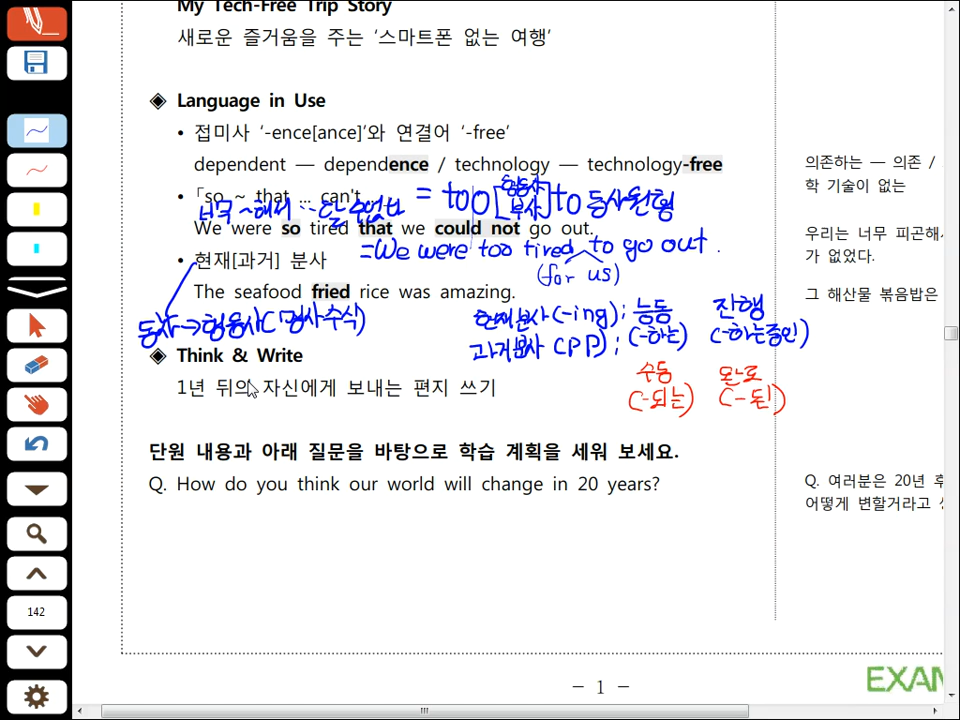 My Tech-Free Trip Story
새로운 즐거움을 주는 ‘스마트폰 없는 여행’
◈ Language in Use
• 접미사 ‘-ence[ance]’와 연결어 ‘-free’
dependent — dependence / technology — technology-free
의존하는 — 의존 /
학 기술이 없는
• 「so ~ that ... can't
= too [형용사 부사] to 동사원형
너무 ~해서 ~할 수 없다
We were so tired that we could not go out.
우리는 너무 피곤해
가 없었다.
= We were too tired to go out.
(for us)
• 현재[과거] 분사
The seafood fried rice was amazing.
그 해산물 볶음밥은
동사→형용사(명사수식)
현재분사(-ing); 능동 진행
(-하는) (-하는중인)
과거분사 (PP);
수동 완료
(-되는) (-된)
◈ Think & Write
1년 뒤의 자신에게 보내는 편지 쓰기
단원 내용과 아래 질문을 바탕으로 학습 계획을 세워 보세요.
Q. How do you think our world will change in 20 years?
Q. 여러분은 20년 후
어떻게 변할거라고
142
– 1 –
EXAM